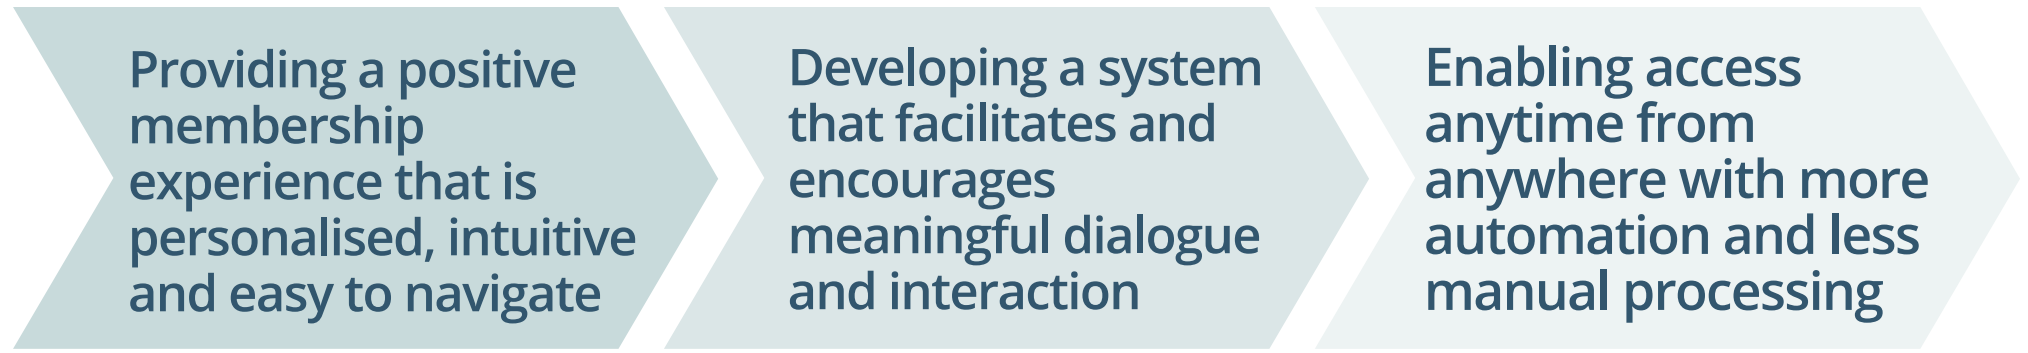 Providing a positive
membership
experience that is
personalised, intuitive
and easy to navigate
Developing a system
that facilitates and
encourages
meaningful dialogue
and interaction
Enabling access
anytime from
anywhere with more
automation and less
manual processing